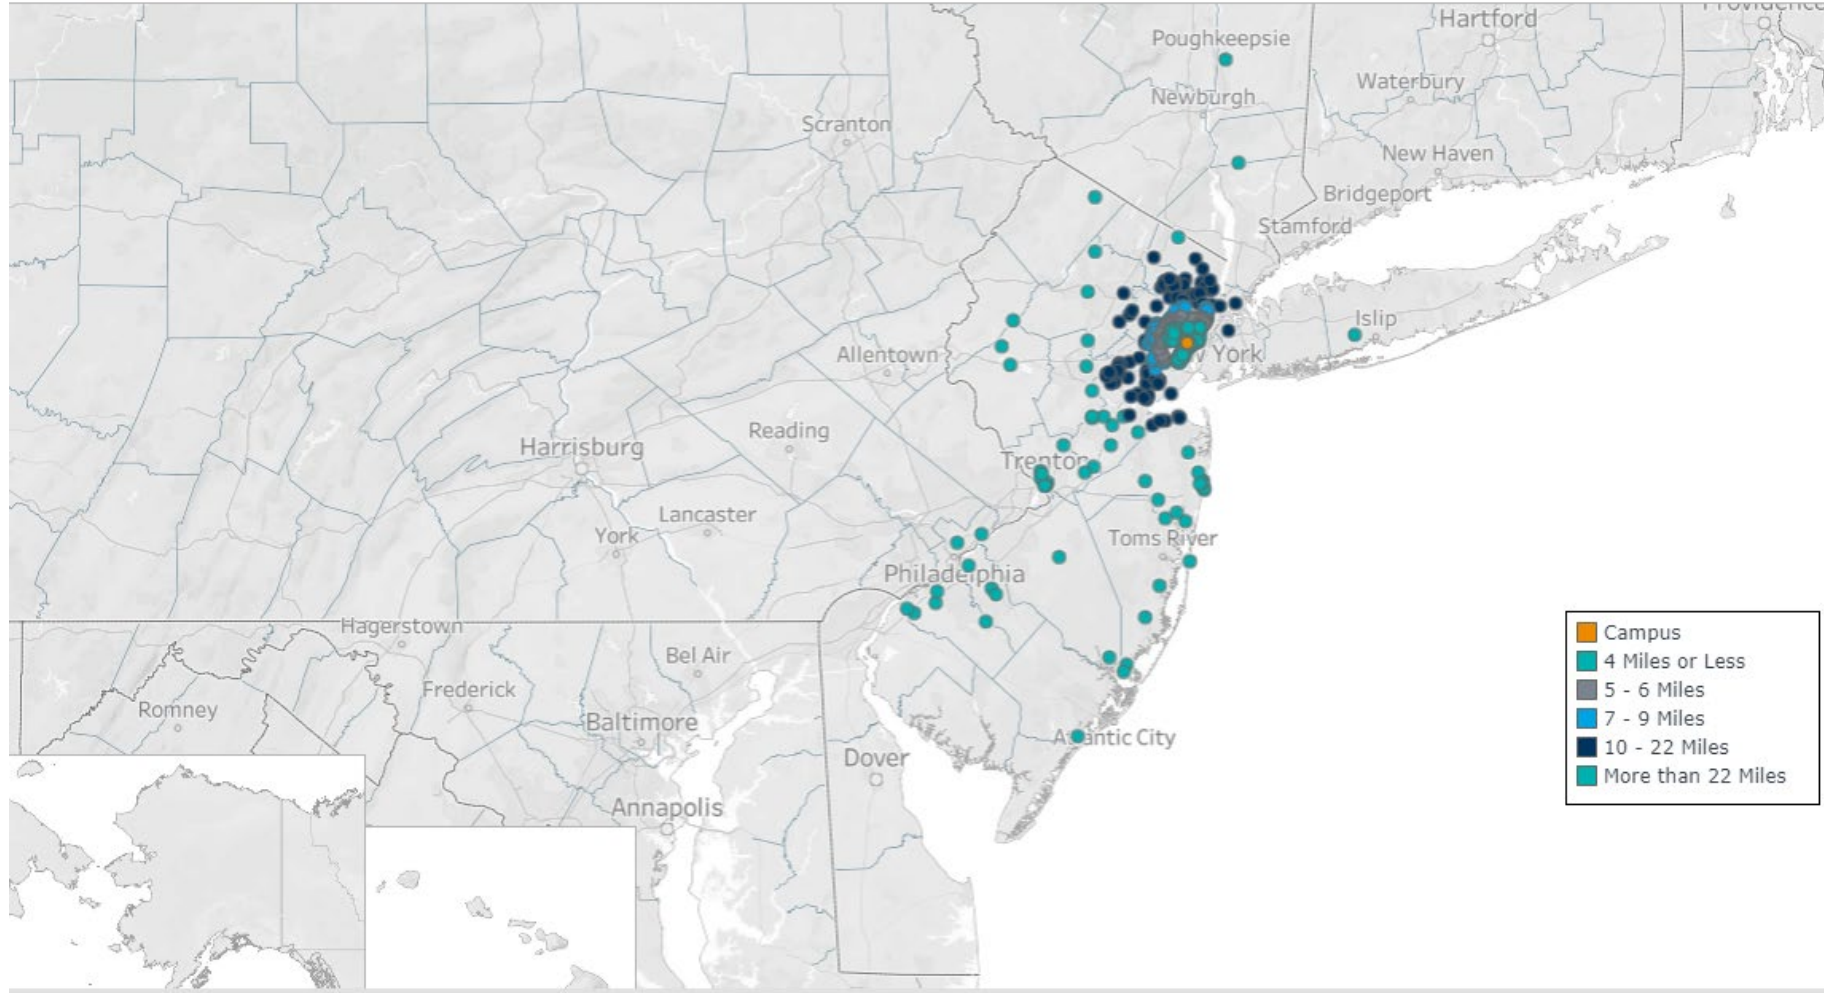 Hartford
Providence
Poughkeepsie
Waterbury
Newburgh
Scranton
New Haven
Bridgeport
Stamford
Islip
Allentown
York
Reading
Harrisburg
Trenton
Lancaster
York
Toms River
Philadelphia
Hagerstown
Bel Air
Frederick
Romney
Baltimore
Atlantic City
Dover
Annapolis
Campus
4 Miles or Less
5 - 6 Miles
7 - 9 Miles
10 - 22 Miles
More than 22 Miles